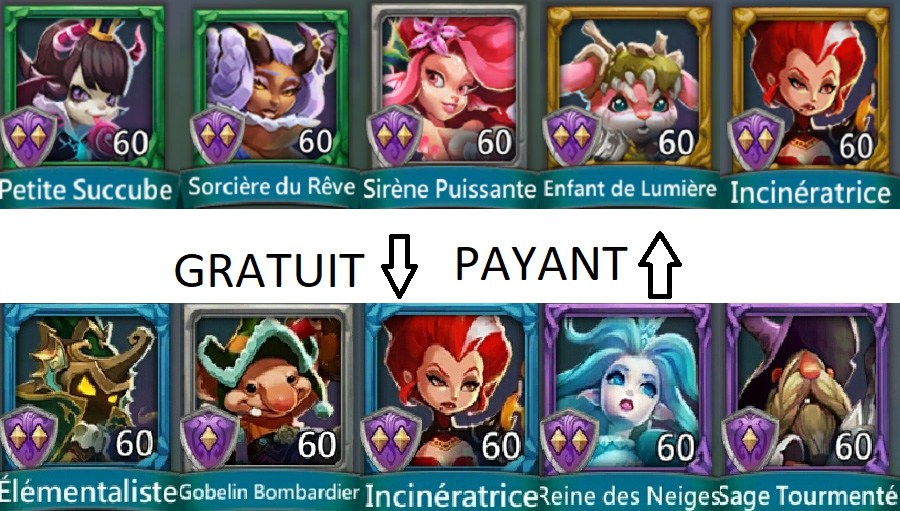 60 60 60 60 60
Petite Succube Sorcière du Rêve Sirène Puissante Enfant de Lumière Incinératrice
GRATUIT PAYANT
60 60 60 60 60
Élémentaliste Gobelin Bombardier Incinératrice Reine des Neiges Sage Tourmenté